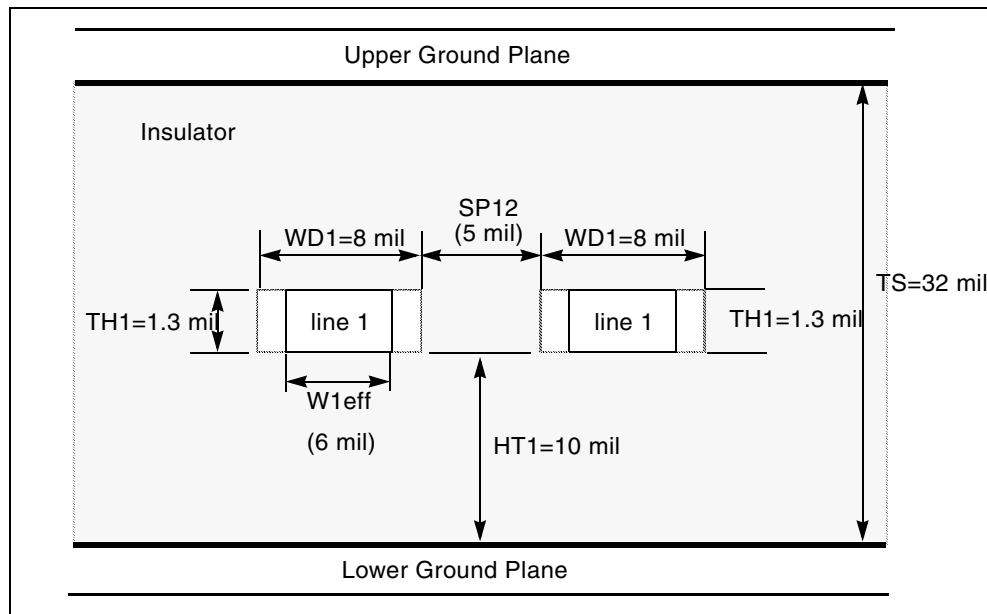 Upper Ground Plane
Insulator
SP12
(5 mil)
WD1=8 mil
WD1=8 mil
TS=32 mil
TH1=1.3 mil
line 1
line 1
TH1=1.3 mil
W1eff
(6 mil)
HT1=10 mil
Lower Ground Plane